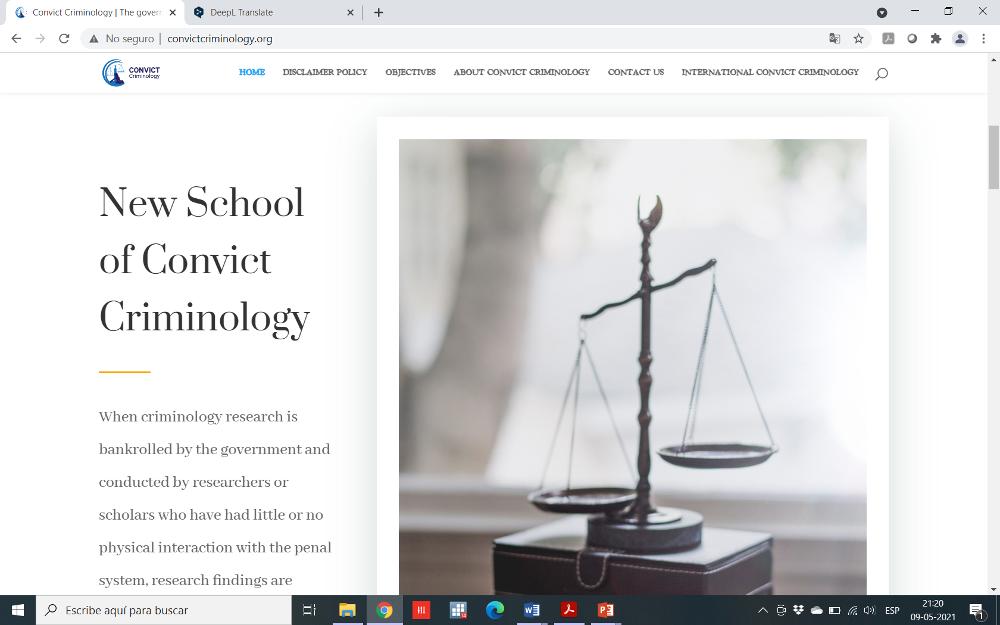 Convict Criminology | The govern
DeepL Translate
No seguro
convictcriminology.org
CONVICT
Criminology
HOME
DISCLAIMER POLICY
OBJECTIVES
ABOUT CONVICT CRIMINOLOGY
CONTACT US
INTERNATIONAL CONVICT CRIMINOLOGY
New School
of Convict
Criminology
When criminology research is
bankrolled by the government and
conducted by researchers or
scholars who have had little or no
physical interaction with the penal
system, research findings are
Escribe aquí para buscar
14
ESP
21:20
09-05-2021
1